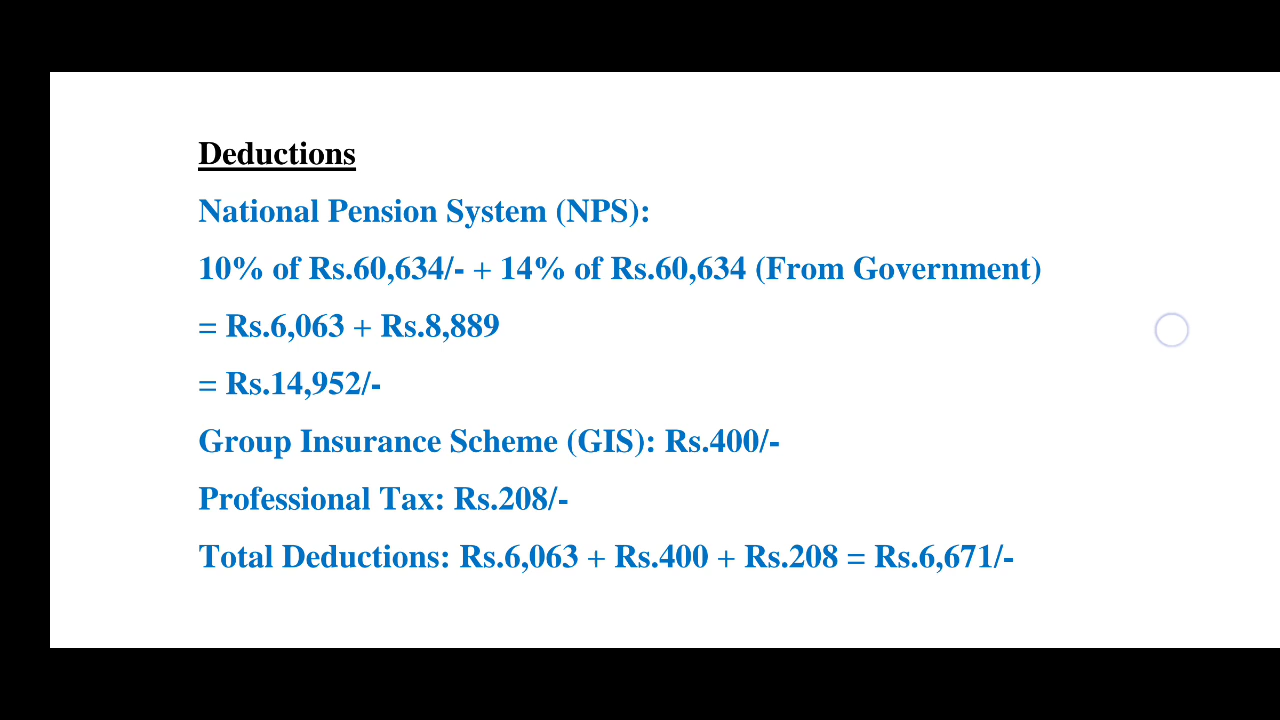 Deductions
National Pension System (NPS):
10% of Rs.60,634/- + 14% of Rs.60,634 (From Government)
= Rs.6,063 + Rs.8,889
= Rs.14,952/-
Group Insurance Scheme (GIS): Rs.400/-
Professional Tax: Rs.208/-
Total Deductions: Rs.6,063 + Rs.400 + Rs.208 = Rs.6,671/-